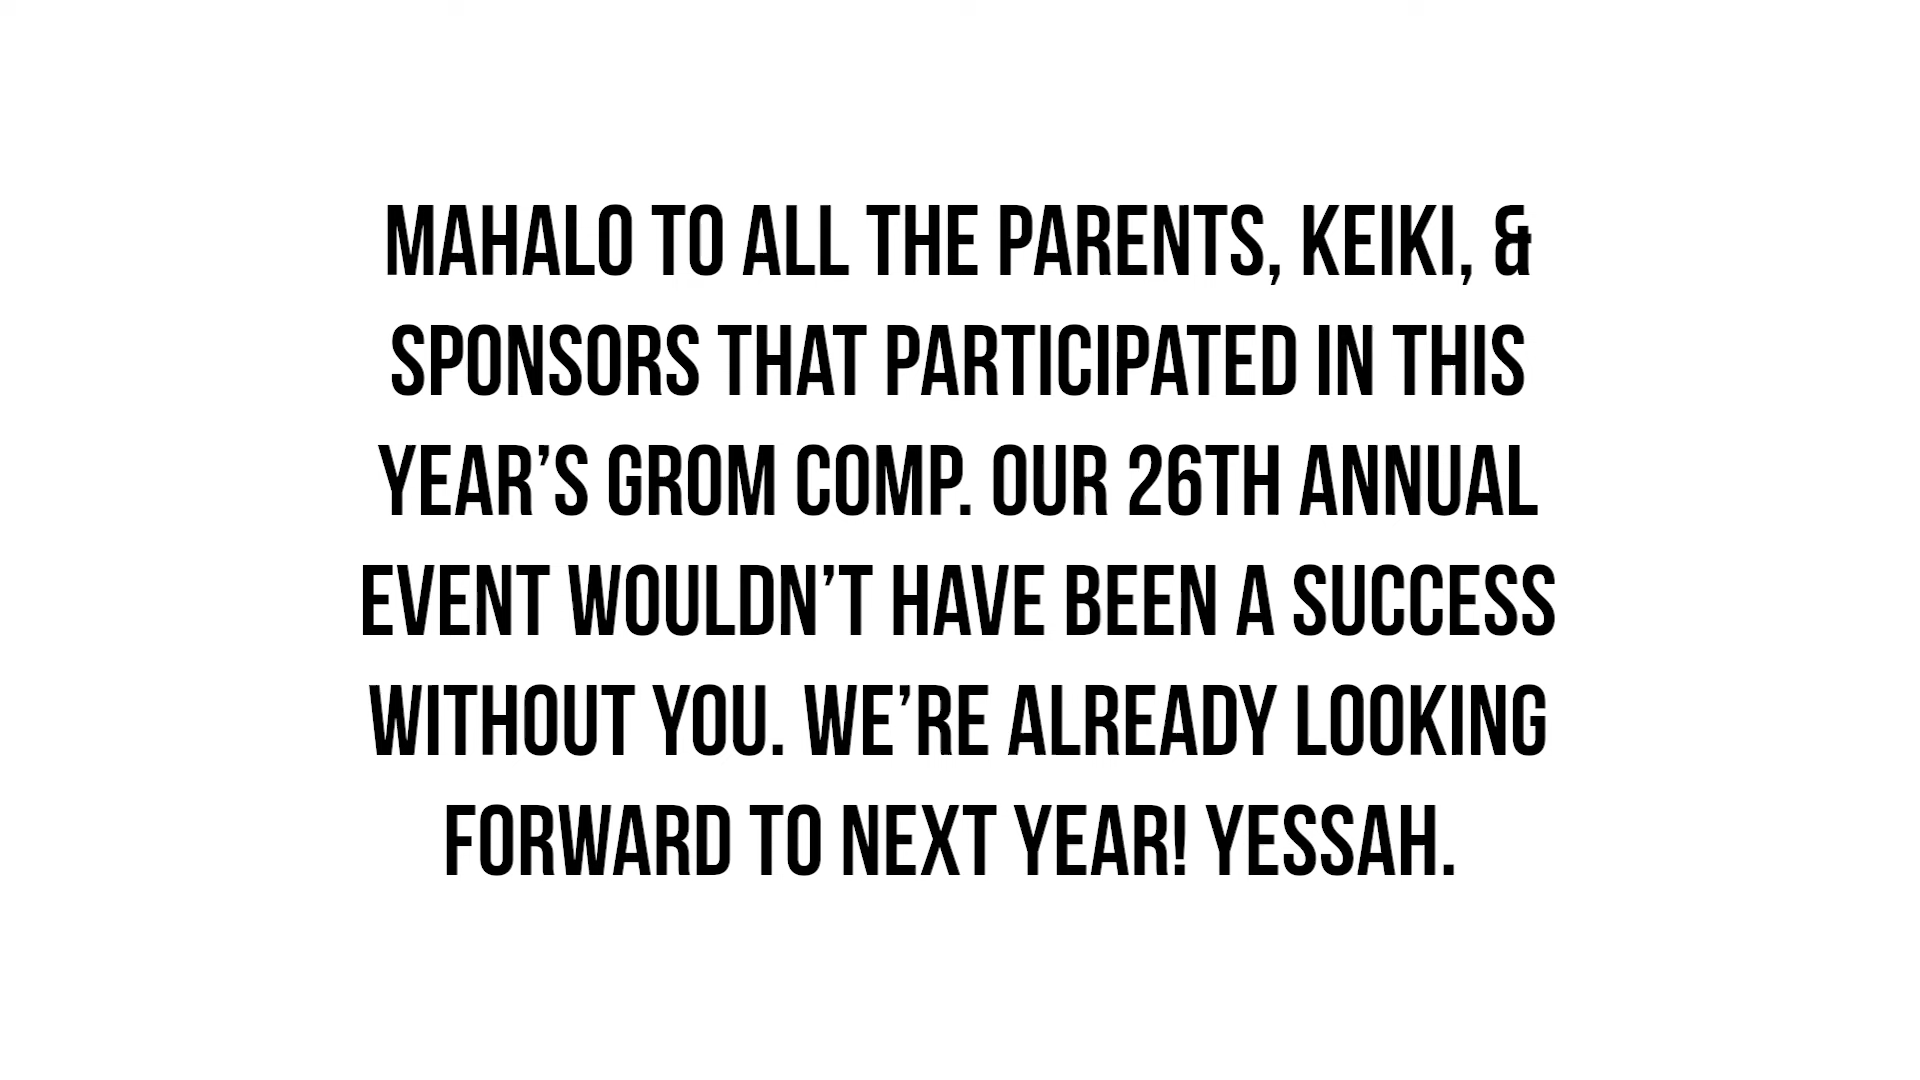 MAHALO TO ALL THE PARENTS, KEIKI, &
SPONSORS THAT PARTICIPATED IN THIS
YEAR’S GROM COMP. OUR 26TH ANNUAL
EVENT WOULDN’T HAVE BEEN A SUCCESS
WITHOUT YOU. WE’RE ALREADY LOOKING
FORWARD TO NEXT YEAR! YESSAH.